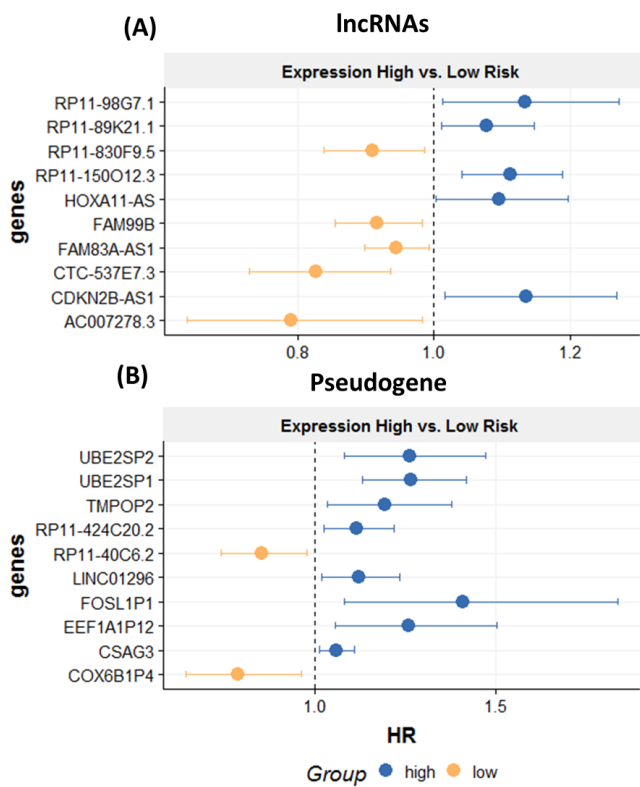 (A)
lncRNAs
Expression High vs. Low Risk
genes
RP11-98G7.1
RP11-89K21.1
RP11-830F9.5
RP11-150O12.3
HOXA11-AS
FAM99B
FAM83A-AS1
CTC-537E7.3
CDKN2B-AS1
AC007278.3
0.8 1.0 1.2
(B)
Pseudogene
Expression High vs. Low Risk
genes
UBE2SP2
UBE2SP1
TMPOP2
RP11-424C20.2
RP11-40C6.2
LINC01296
FOSL1P1
EEF1A1P12
CSAG3
COX6B1P4
1.0 1.5
HR
Group high low